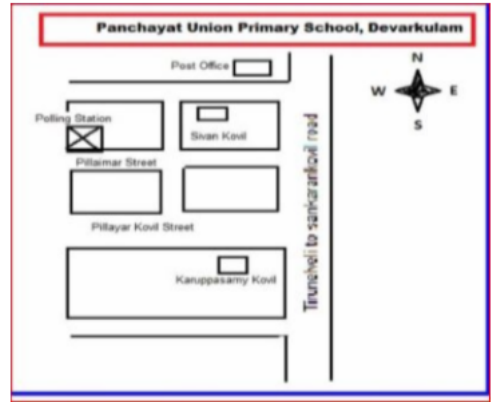 Panchayat Union Primary School, Devarkulam
N
Post Office
W E
S
Polling Station
Sivan Kovil
Pillaimar Street
Pillayar Kovil Street
Karuppasamy Kovil
Tirunelveli to sankarankovil road